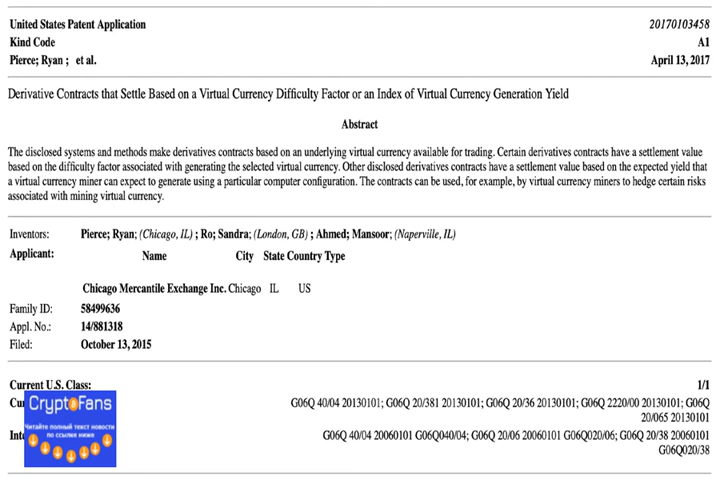 United States Patent Application 20170103458
Kind Code A1
Pierce; Ryan ; et al. April 13, 2017
Derivative Contracts that Settle Based on a Virtual Currency Difficulty Factor or an Index of Virtual Currency Generation Yield
Abstract
The disclosed systems and methods make derivatives contracts based on an underlying virtual currency available for trading. Certain derivatives contracts have a settlement value
based on the difficulty factor associated with generating the selected virtual currency. Other disclosed derivatives contracts have a settlement value based on the expected yield that
a virtual currency miner can expect to generate using a particular computer configuration. The contracts can be used, for example, by virtual currency miners to hedge certain risks
associated with mining virtual currency.
Inventors: Pierce; Ryan; (Chicago, IL) ; Ro; Sandra; (London, GB) ; Ahmed; Mansoor; (Naperville, IL)
Applicant: Name City State Country Type
Chicago Mercantile Exchange Inc. Chicago IL US
Family ID: 58499636
Appl. No.: 14/881318
Filed: October 13, 2015
Current U.S. Class: 1/1
Cu G06Q 40/04 20130101; G06Q 20/381 20130101; G06Q 20/36 20130101; G06Q 2220/00 20130101; G06Q
20/065 20130101
Inte G06Q 40/04 20060101 G06Q040/04; G06Q 20/06 20060101 G06Q020/06; G06Q 20/38 20060101
G06Q020/38
CryptoFans
Читайте полный текст новости
по ссылке ниже